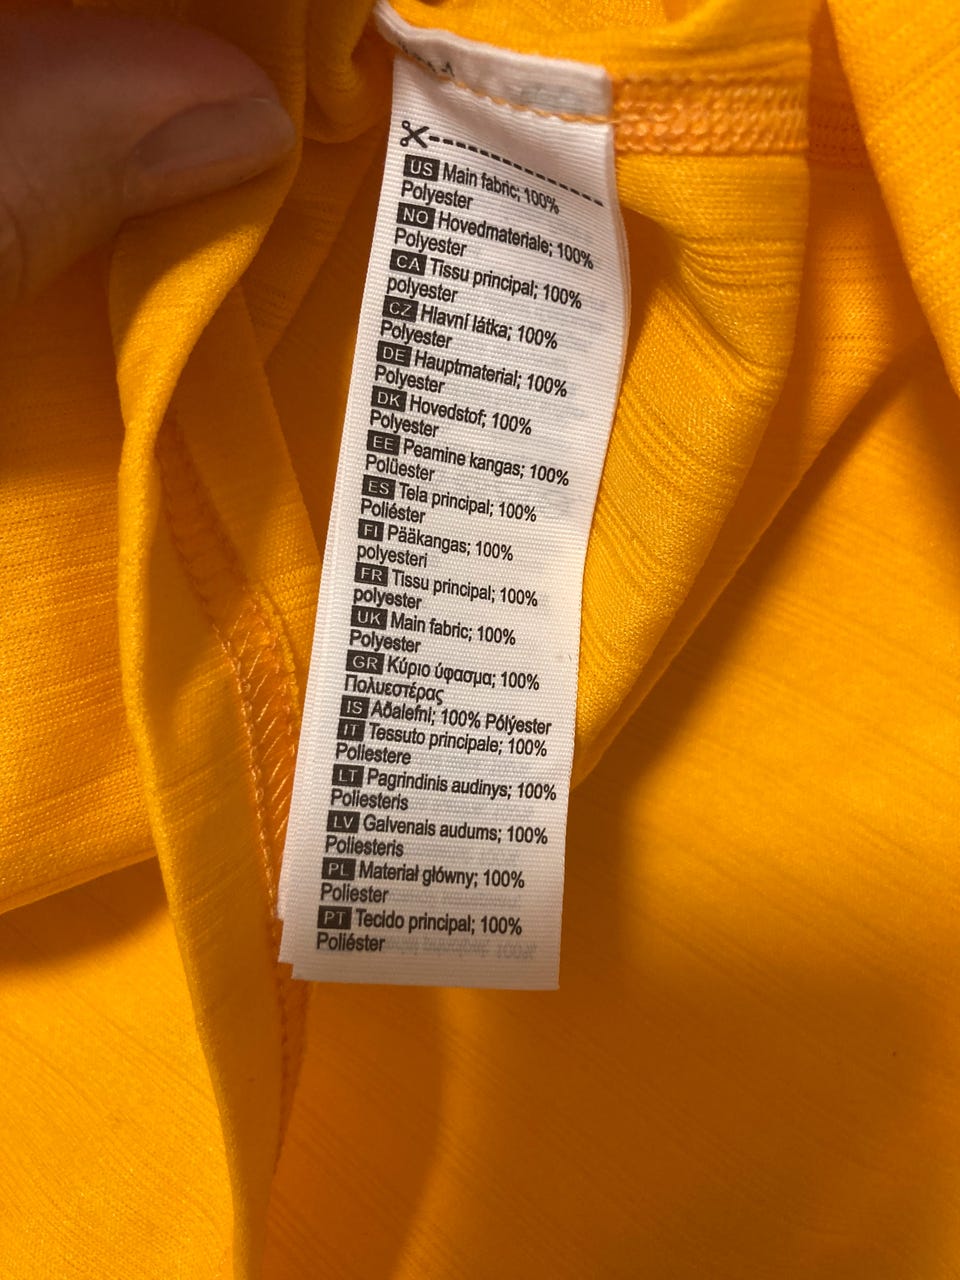 US Main fabric; 100%
Polyester
NO Hovedmateriale; 100%
Polyester
CA Tissu principal; 100%
polyester
CZ Hlavní látka; 100%
Polyester
DE Hauptmaterial; 100%
Polyester
DK Hovedstof; 100%
Polyester
EE Peamine kangas; 100%
Polüester
ES Tela principal; 100%
Poliéster
FI Pääkangas; 100%
polyesteri
FR Tissu principal; 100%
polyester
UK Main fabric; 100%
Polyester
GR Κύριο ύφασμα; 100%
Πολυεστέρας
IS Aðalefni; 100% Pólýester
IT Tessuto principale; 100%
Poliestere
LT Pagrindinis audinys; 100%
Poliesteris
LV Galvenais audums; 100%
Poliesteris
PL Materiał główny; 100%
Poliester
PT Tecido principal; 100%
Poliéster